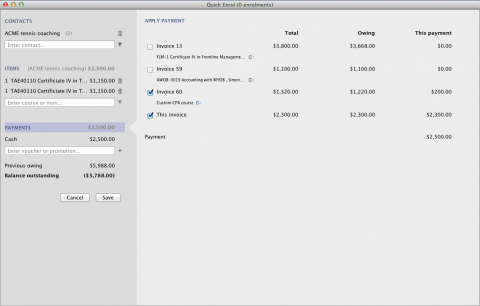 Quick Enrol (0 enrolments)
CONTACTS
ACME tennis coaching (2)
Enter contact...
ITEMS (ACME tennis coaching) $2,300.00
1 TAE40110 Certificiate IV in T... $1,150.00
1 TAE40110 Certificiate IV in T... $1,150.00
Enter course or item...
PAYMENTS $2,500.00
Cash $2,500.00
Enter voucher or promotion...
Previous owing $5,988.00
Balance outstanding ($5,788.00)
Cancel Save
APPLY PAYMENT
Total Owing This payment
Invoice 13 $3,800.00 $3,668.00 $0.00
FLM-1 Certificate IV in Frontline Manageme...
Invoice 59 $1,100.00 $1,100.00 $0.00
Accounting with MYOB , Simon...
Invoice 60 $1,320.00 $1,220.00 $200.00
Custom CPR course
This invoice $2,300.00 $2,300.00 $2,300.00
Payment $2,500.00